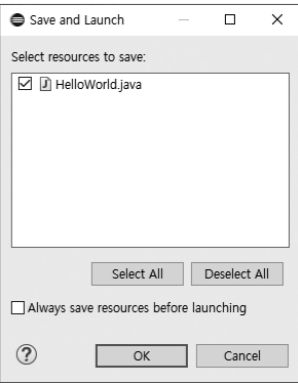 Save and Launch
Select resources to save:
HelloWorld.java
Select All Deselect All
Always save resources before launching
OK Cancel